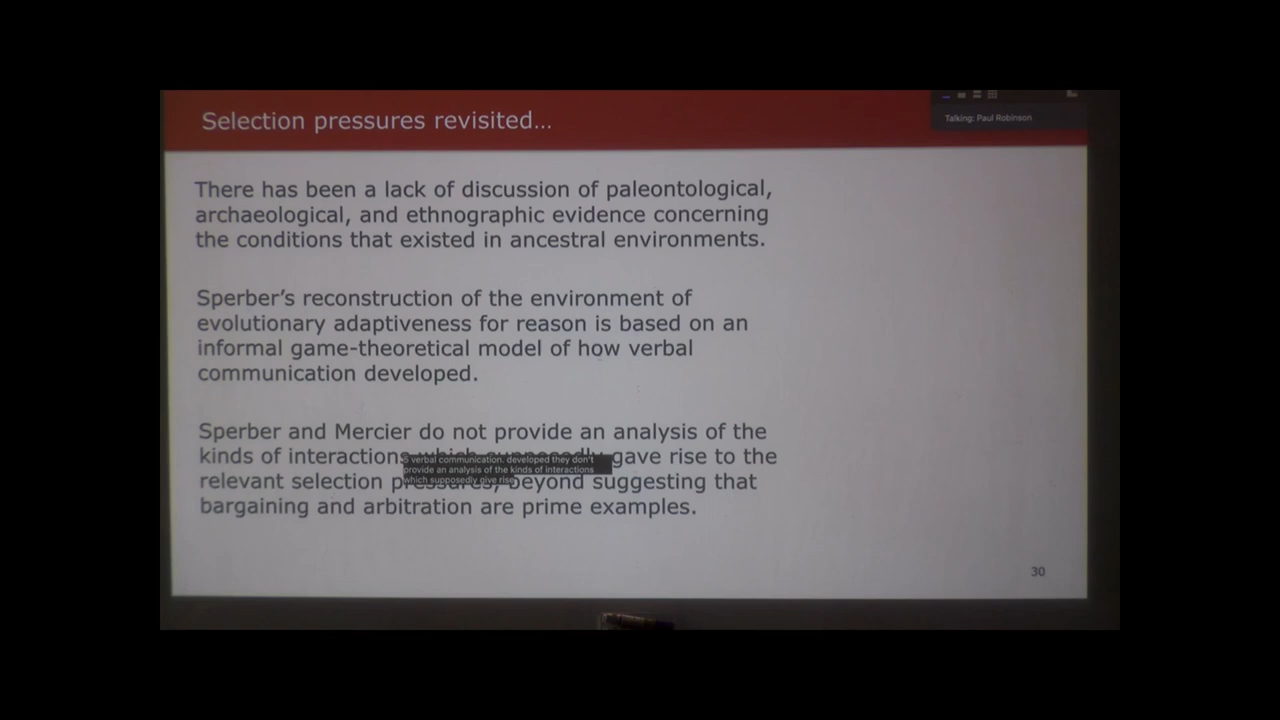 Selection pressures revisited…
Talking: Paul Robinson
There has been a lack of discussion of paleontological,
archaeological, and ethnographic evidence concerning
the conditions that existed in ancestral environments.
Sperber’s reconstruction of the environment of
evolutionary adaptiveness for reason is based on an
informal game-theoretical model of how verbal
communication developed.
Sperber and Mercier do not provide an analysis of the
kinds of interactions which supposedly gave rise to the
relevant selection pressures, beyond suggesting that
bargaining and arbitration are prime examples.
verbal communication. developed they don't
provide an analysis of the kinds of interactions
which supposedly give rise
30